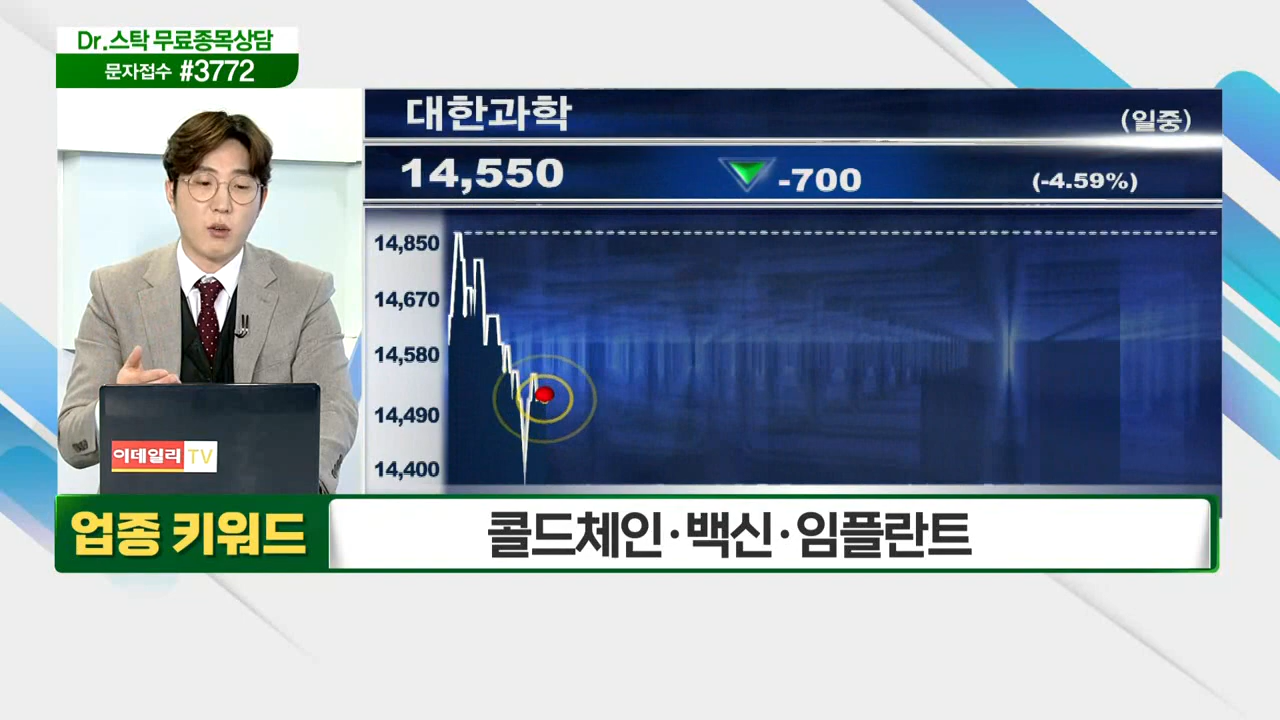 Dr.스탁 무료종목상담
문자접수 #3772
대한과학
(일중)
14,550
-700
(-4.59%)
14,850
14,670
14,580
14,490
14,400
이데일리 TV
업종 키워드
콜드체인·백신·임플란트